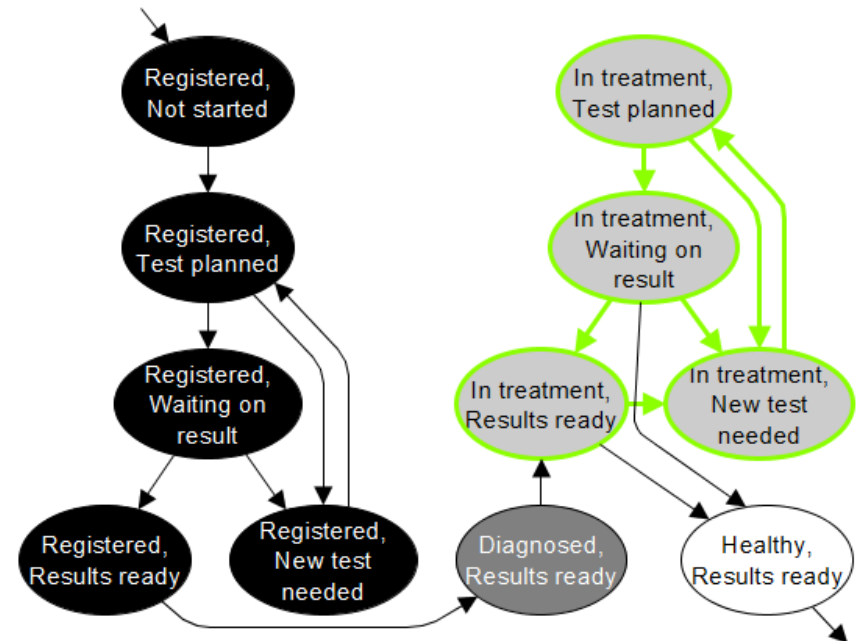 Registered,
Not started
Registered,
Test planned
Registered,
Waiting on
result
Registered,
Results ready
Registered,
New test
needed
In treatment,
Test planned
In treatment,
Waiting on
result
In treatment,
Results ready
In treatment,
New test
needed
Diagnosed,
Results ready
Healthy,
Results ready